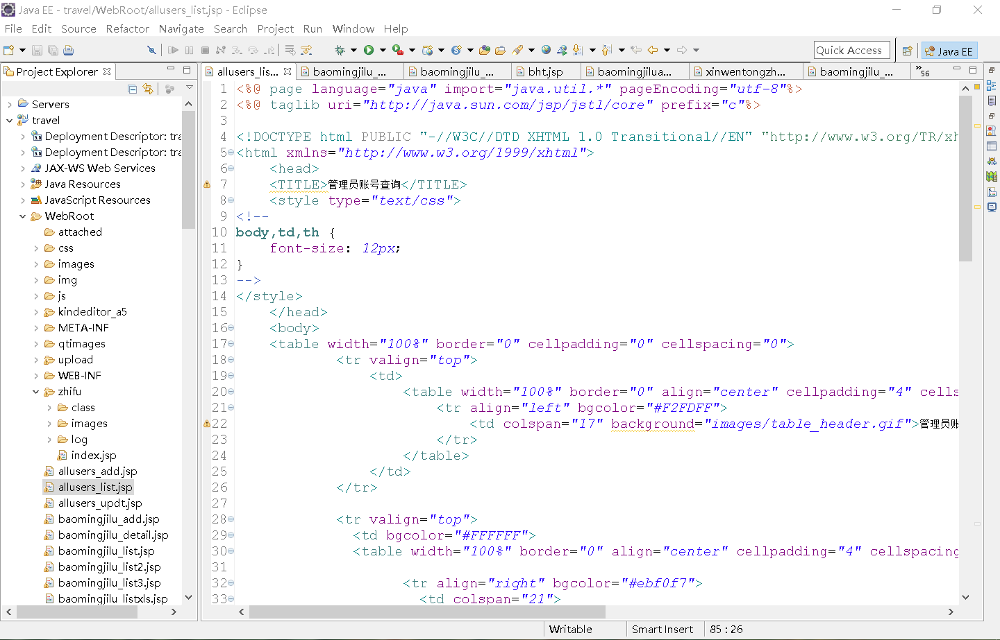 Java EE - travel/WebRoot/allusers_list.jsp - Eclipse
File Edit Source Refactor Navigate Search Project Run Window Help
Quick Access
Java EE
Project Explorer
allusers_lis...
baomingjilu_...
baomingjilu_...
bht.jsp
baomingjilua...
xinwentongzh...
baomingjilu_...
»56
Servers
travel
Deployment Descriptor: tra
Deployment Descriptor: tra
JAX-WS Web Services
Java Resources
JavaScript Resources
WebRoot
attached
css
images
img
js
kindeditor_a5
META-INF
qtimages
upload
WEB-INF
zhifu
class
images
log
index.jsp
allusers_add.jsp
allusers_list.jsp
allusers_updt.jsp
baomingjilu_add.jsp
baomingjilu_detail.jsp
baomingjilu_list.jsp
baomingjilu_list2.jsp
baomingjilu_list3.jsp
baomingjilu_listxls.jsp
1 <%@ page language="java" import="java.util.*" pageEncoding="utf-8"%>
2 <%@ taglib uri="http://java.sun.com/jsp/jstl/core" prefix="c"%>
3
4 <!DOCTYPE html PUBLIC "-//W3C//DTD XHTML 1.0 Transitional//EN" "http://www.w3.org/TR/xh
5 <html xmlns="http://www.w3.org/1999/xhtml">
6 <head>
7 <TITLE>管理员账号查询</TITLE>
8 <style type="text/css">
9 <!--
10 body,td,th {
11 font-size: 12px;
12 }
13 -->
14 </style>
15 </head>
16 <body>
17 <table width="100%" border="0" cellpadding="0" cellspacing="0">
18 <tr valign="top">
19 <td>
20 <table width="100%" border="0" align="center" cellpadding="4" cells
21 <tr align="left" bgcolor="#F2FDFF">
22 <td colspan="17" background="images/table_header.gif">管理员账
23 </tr>
24 </table>
25 </td>
26 </tr>
27
28 <tr valign="top">
29 <td bgcolor="#FFFFFF">
30 <table width="100%" border="0" align="center" cellpadding="4" cellspacing
31
32 <tr align="right" bgcolor="#ebf0f7">
33 <td colspan="21">
Writable
Smart Insert
85 : 26